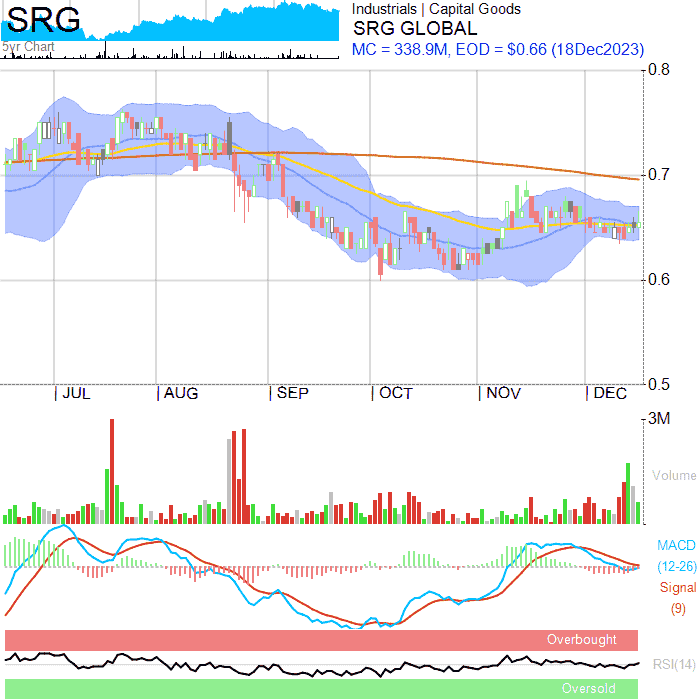 SRG
5yr Chart
Industrials | Capital Goods
SRG GLOBAL
MC = 338.9M, EOD = $0.66 (18Dec2023)
0.8
0.7
0.6
0.5
| JUL | AUG | SEP | OCT | NOV | DEC
3M
Volume
MACD
(12-26)
Signal
(9)
Overbought
RSI(14)
Oversold